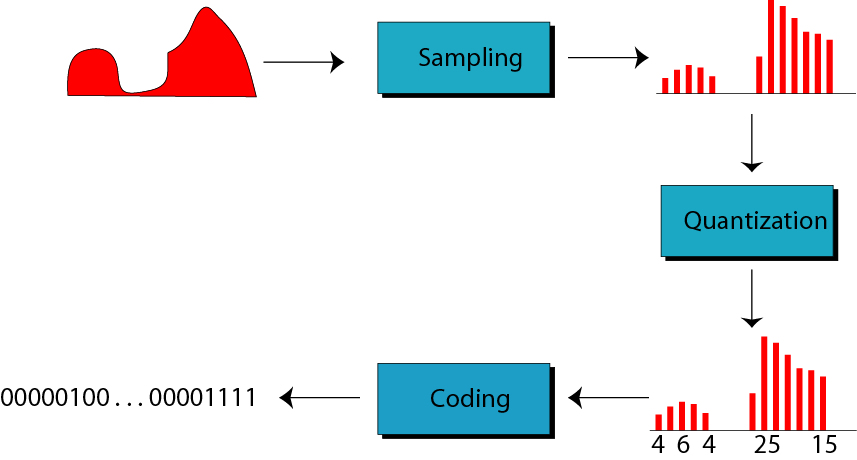 Sampling
Quantization
4 6 4 25 15
Coding
00000100 . . . 00001111